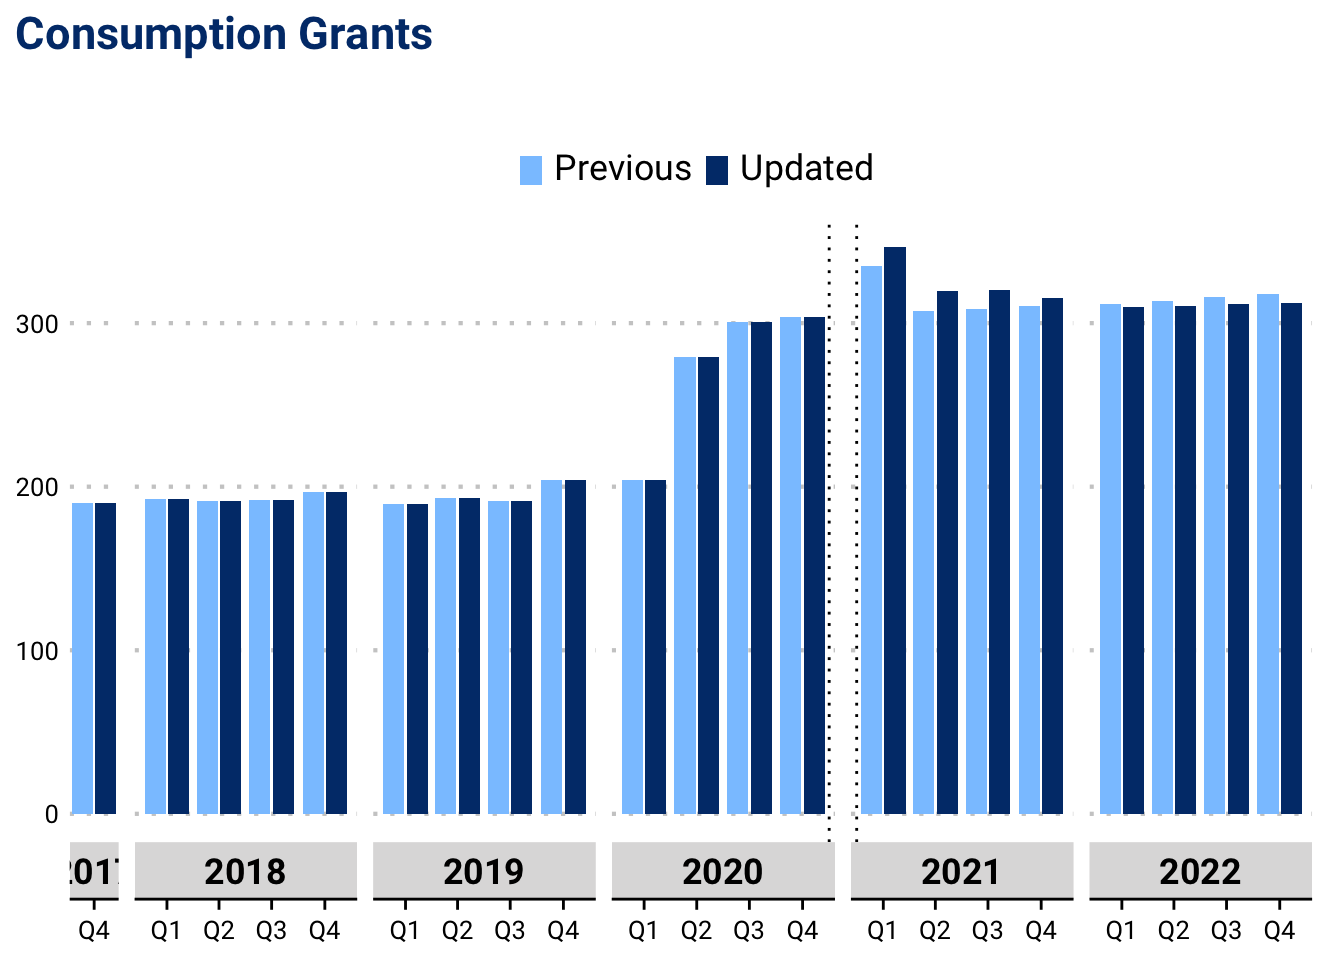 Consumption Grants
Previous Updated
300
200
100
0
2017 2018 2019 2020 2021 2022
Q4 Q1 Q2 Q3 Q4 Q1 Q2 Q3 Q4 Q1 Q2 Q3 Q4 Q1 Q2 Q3 Q4 Q1 Q2 Q3 Q4